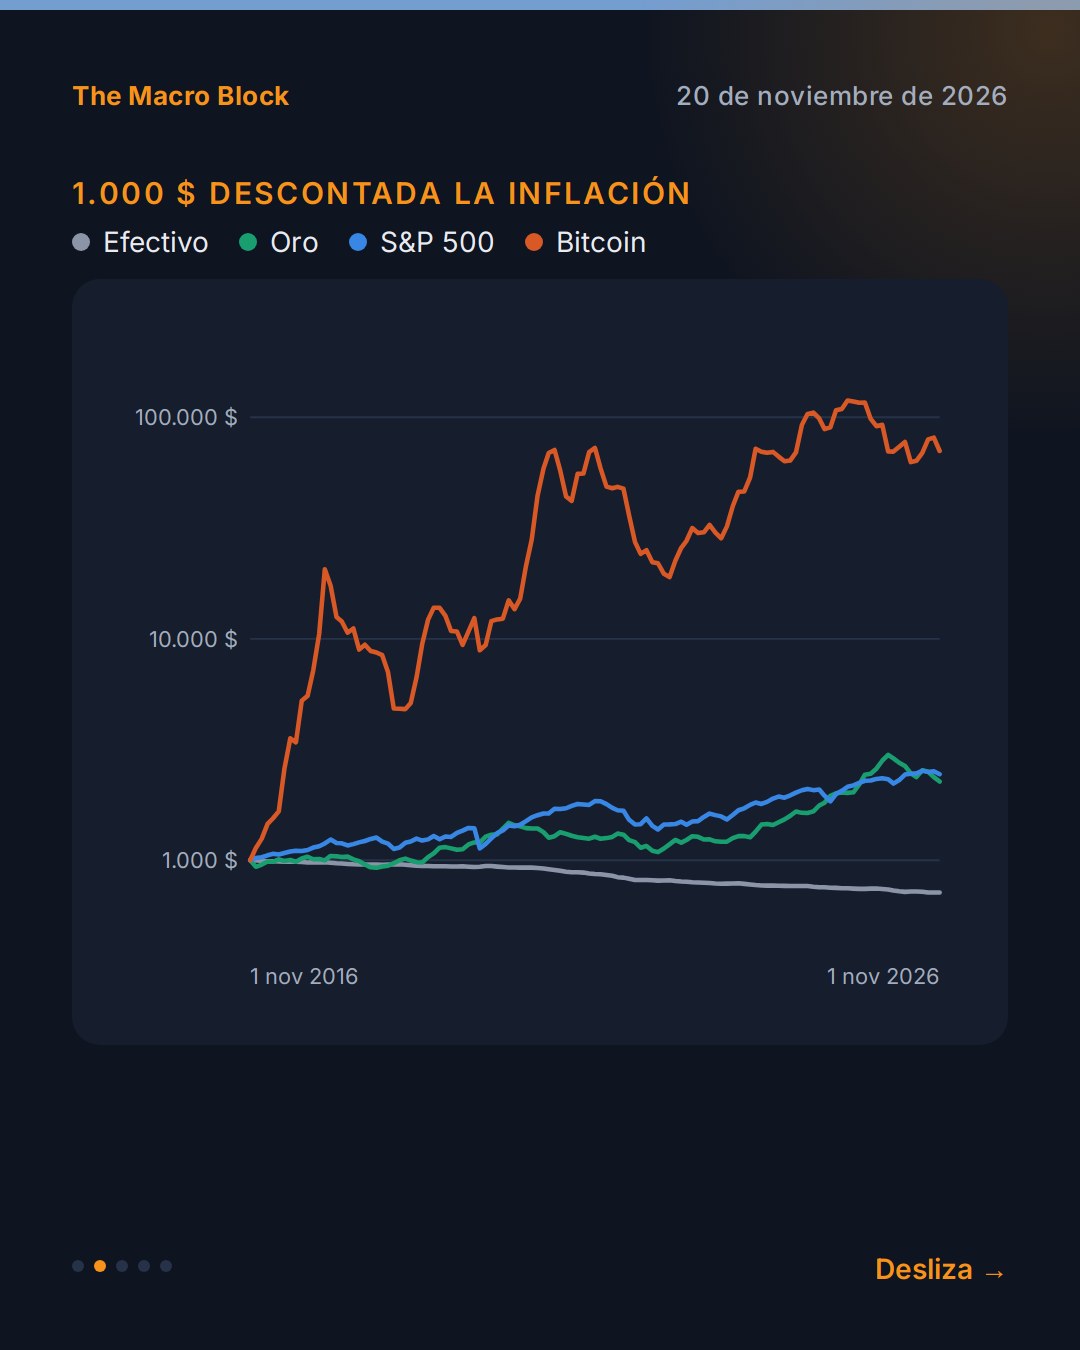 The Macro Block
20 de noviembre de 2026
1.000 $ DESCONTADA LA INFLACIÓN
Efectivo Oro S&P 500 Bitcoin
100.000 $
10.000 $
1.000 $
1 nov 2016 1 nov 2026
Desliza →